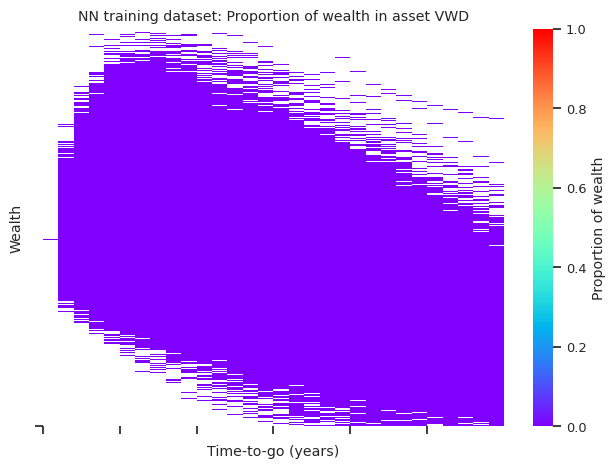 NN training dataset: Proportion of wealth in asset VWD
Wealth
Time-to-go (years)
1.0
0.8
0.6
0.4
0.2
0.0
Proportion of wealth